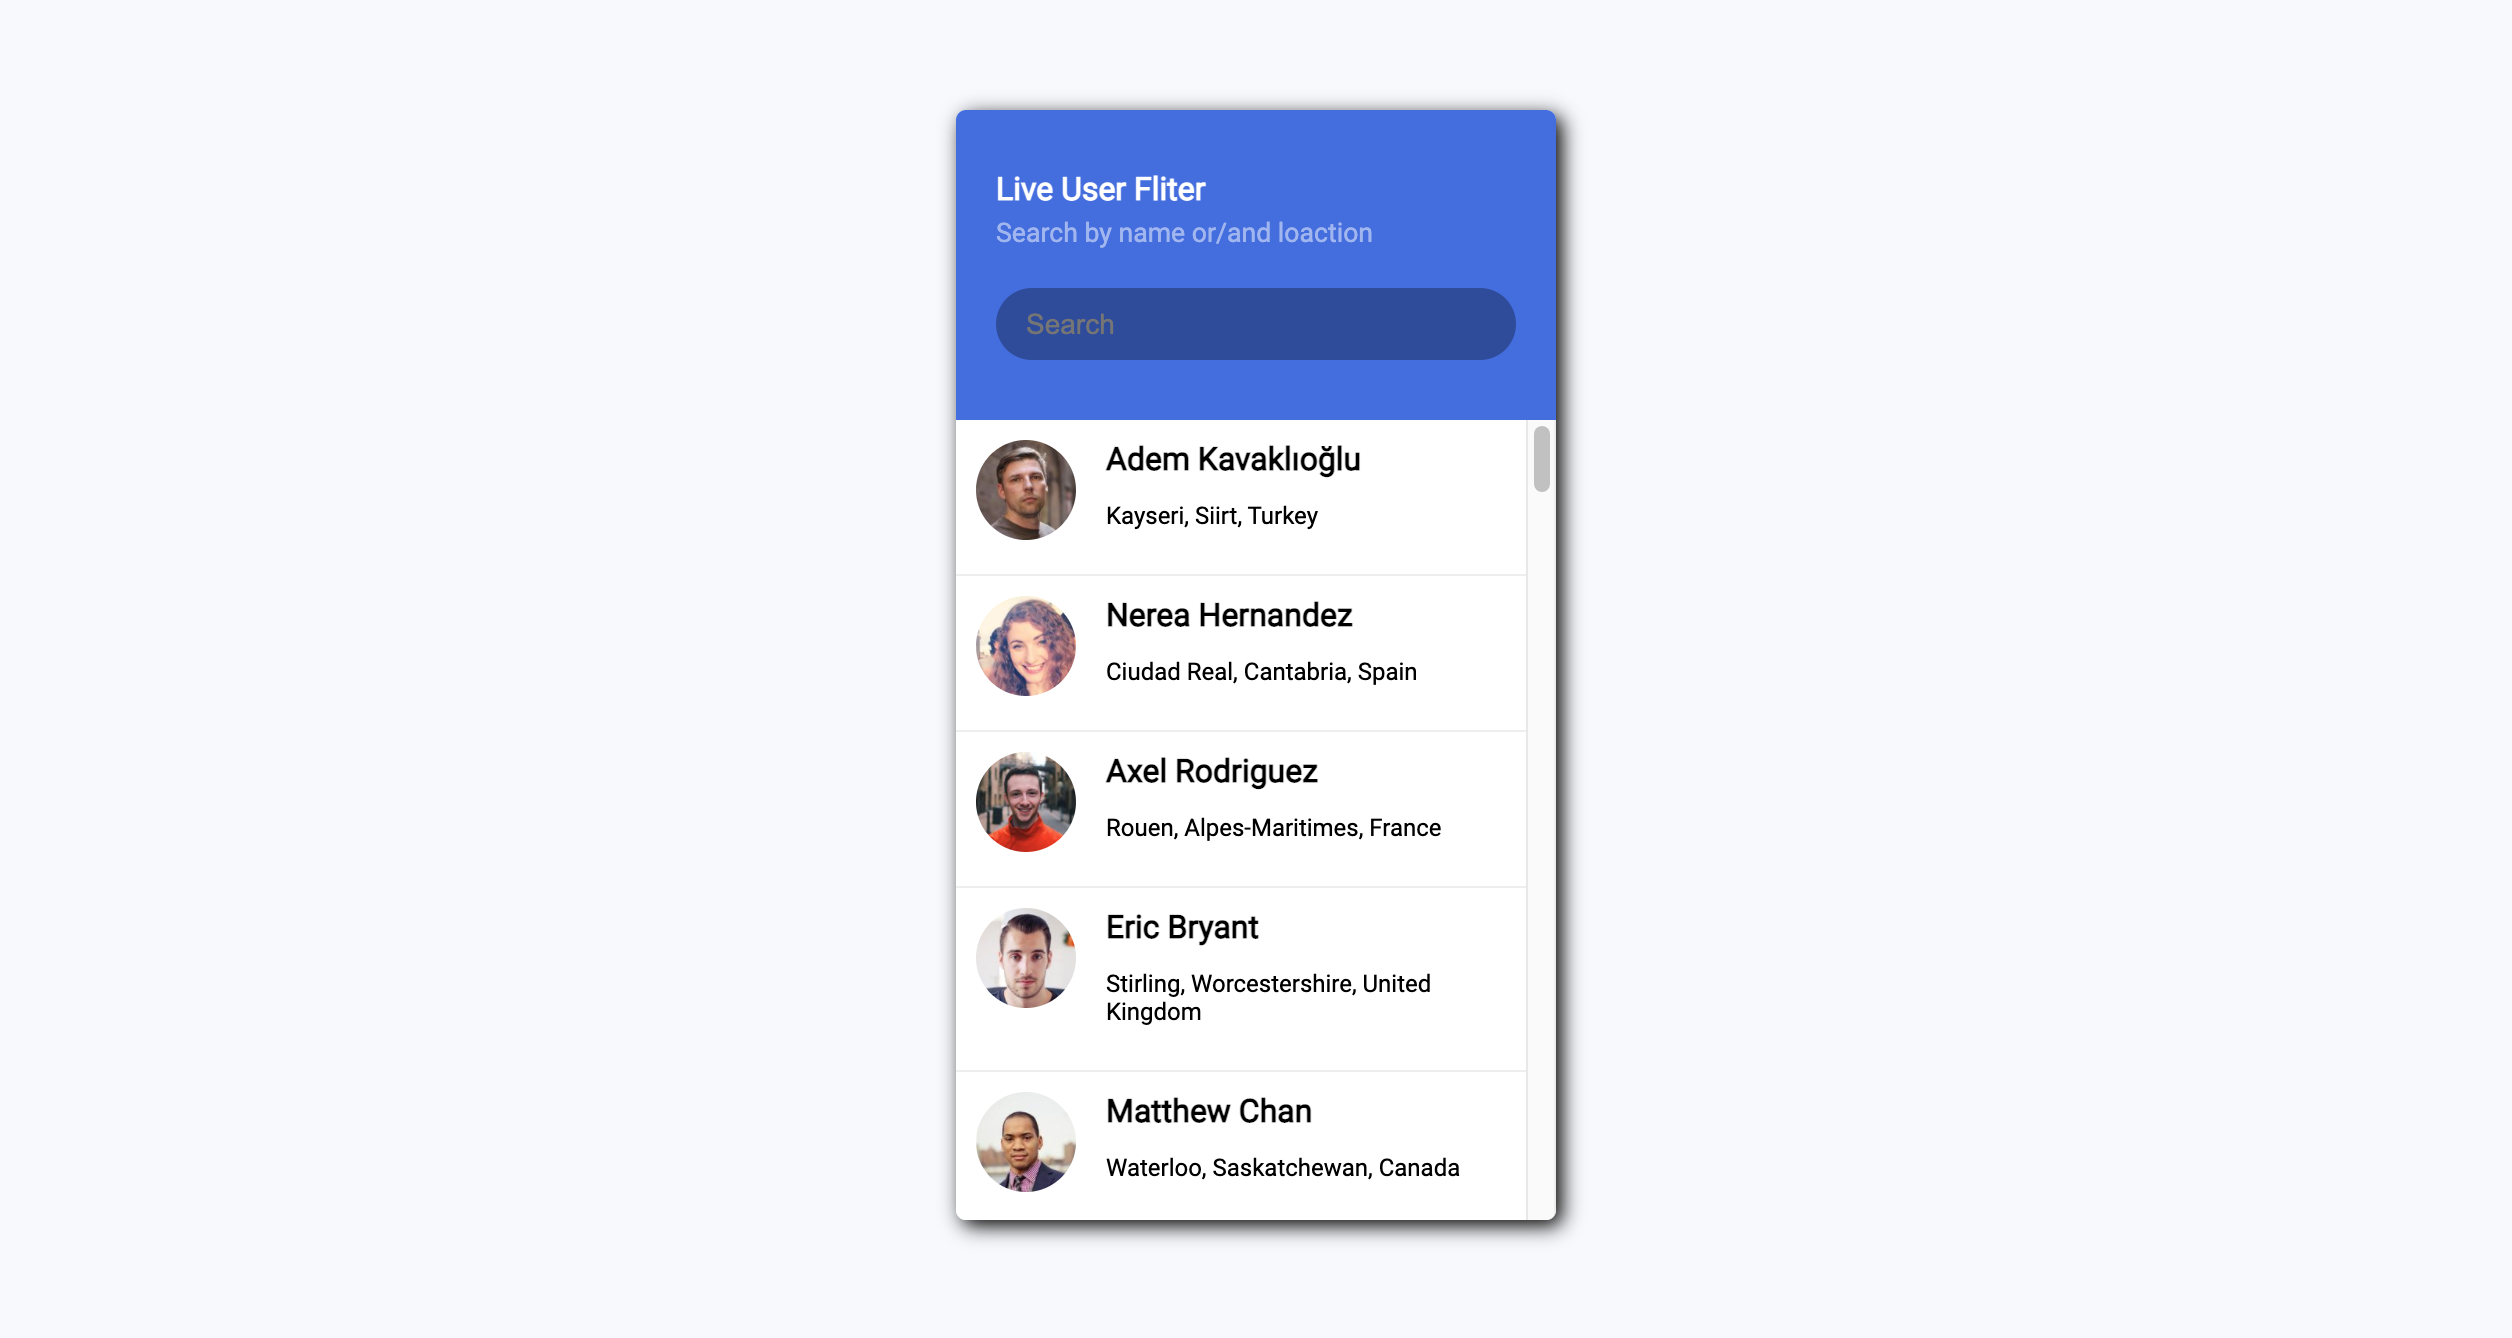 Live User Fliter
Search by name or/and loaction
Search
Adem Kavaklıoğlu
Kayseri, Siirt, Turkey
Nerea Hernandez
Ciudad Real, Cantabria, Spain
Axel Rodriguez
Rouen, Alpes-Maritimes, France
Eric Bryant
Stirling, Worcestershire, United
Kingdom
Matthew Chan
Waterloo, Saskatchewan, Canada